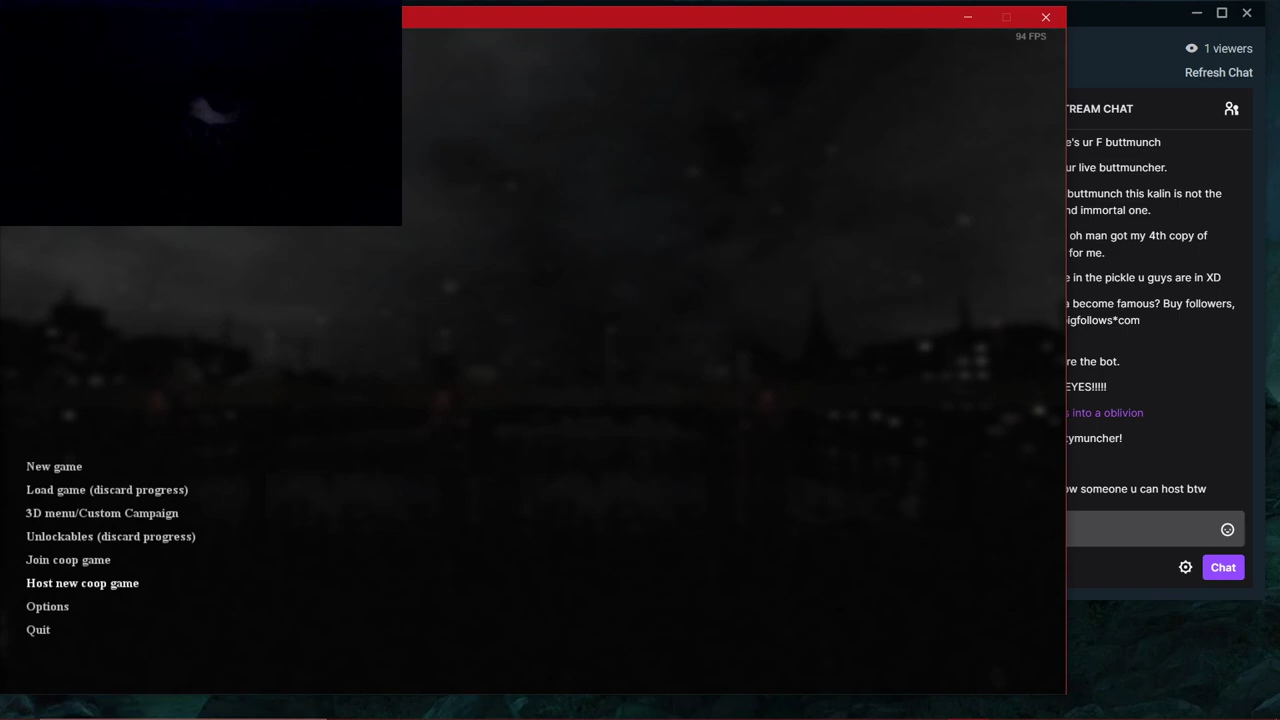 94 FPS
New game
Load game (discard progress)
3D menu/Custom Campaign
Unlockables (discard progress)
Join coop game
Host new coop game
Options
Quit
1 viewers
Refresh Chat
TREAM CHAT
e's ur F buttmunch
ur live buttmuncher.
buttmunch this kalin is not the
nd immortal one.
oh man got my 4th copy of
for me.
e in the pickle u guys are in XD
a become famous? Buy followers,
igfollows*com
re the bot.
EYES!!!!!
s into a oblivion
tymuncher!
ow someone u can host btw
Chat